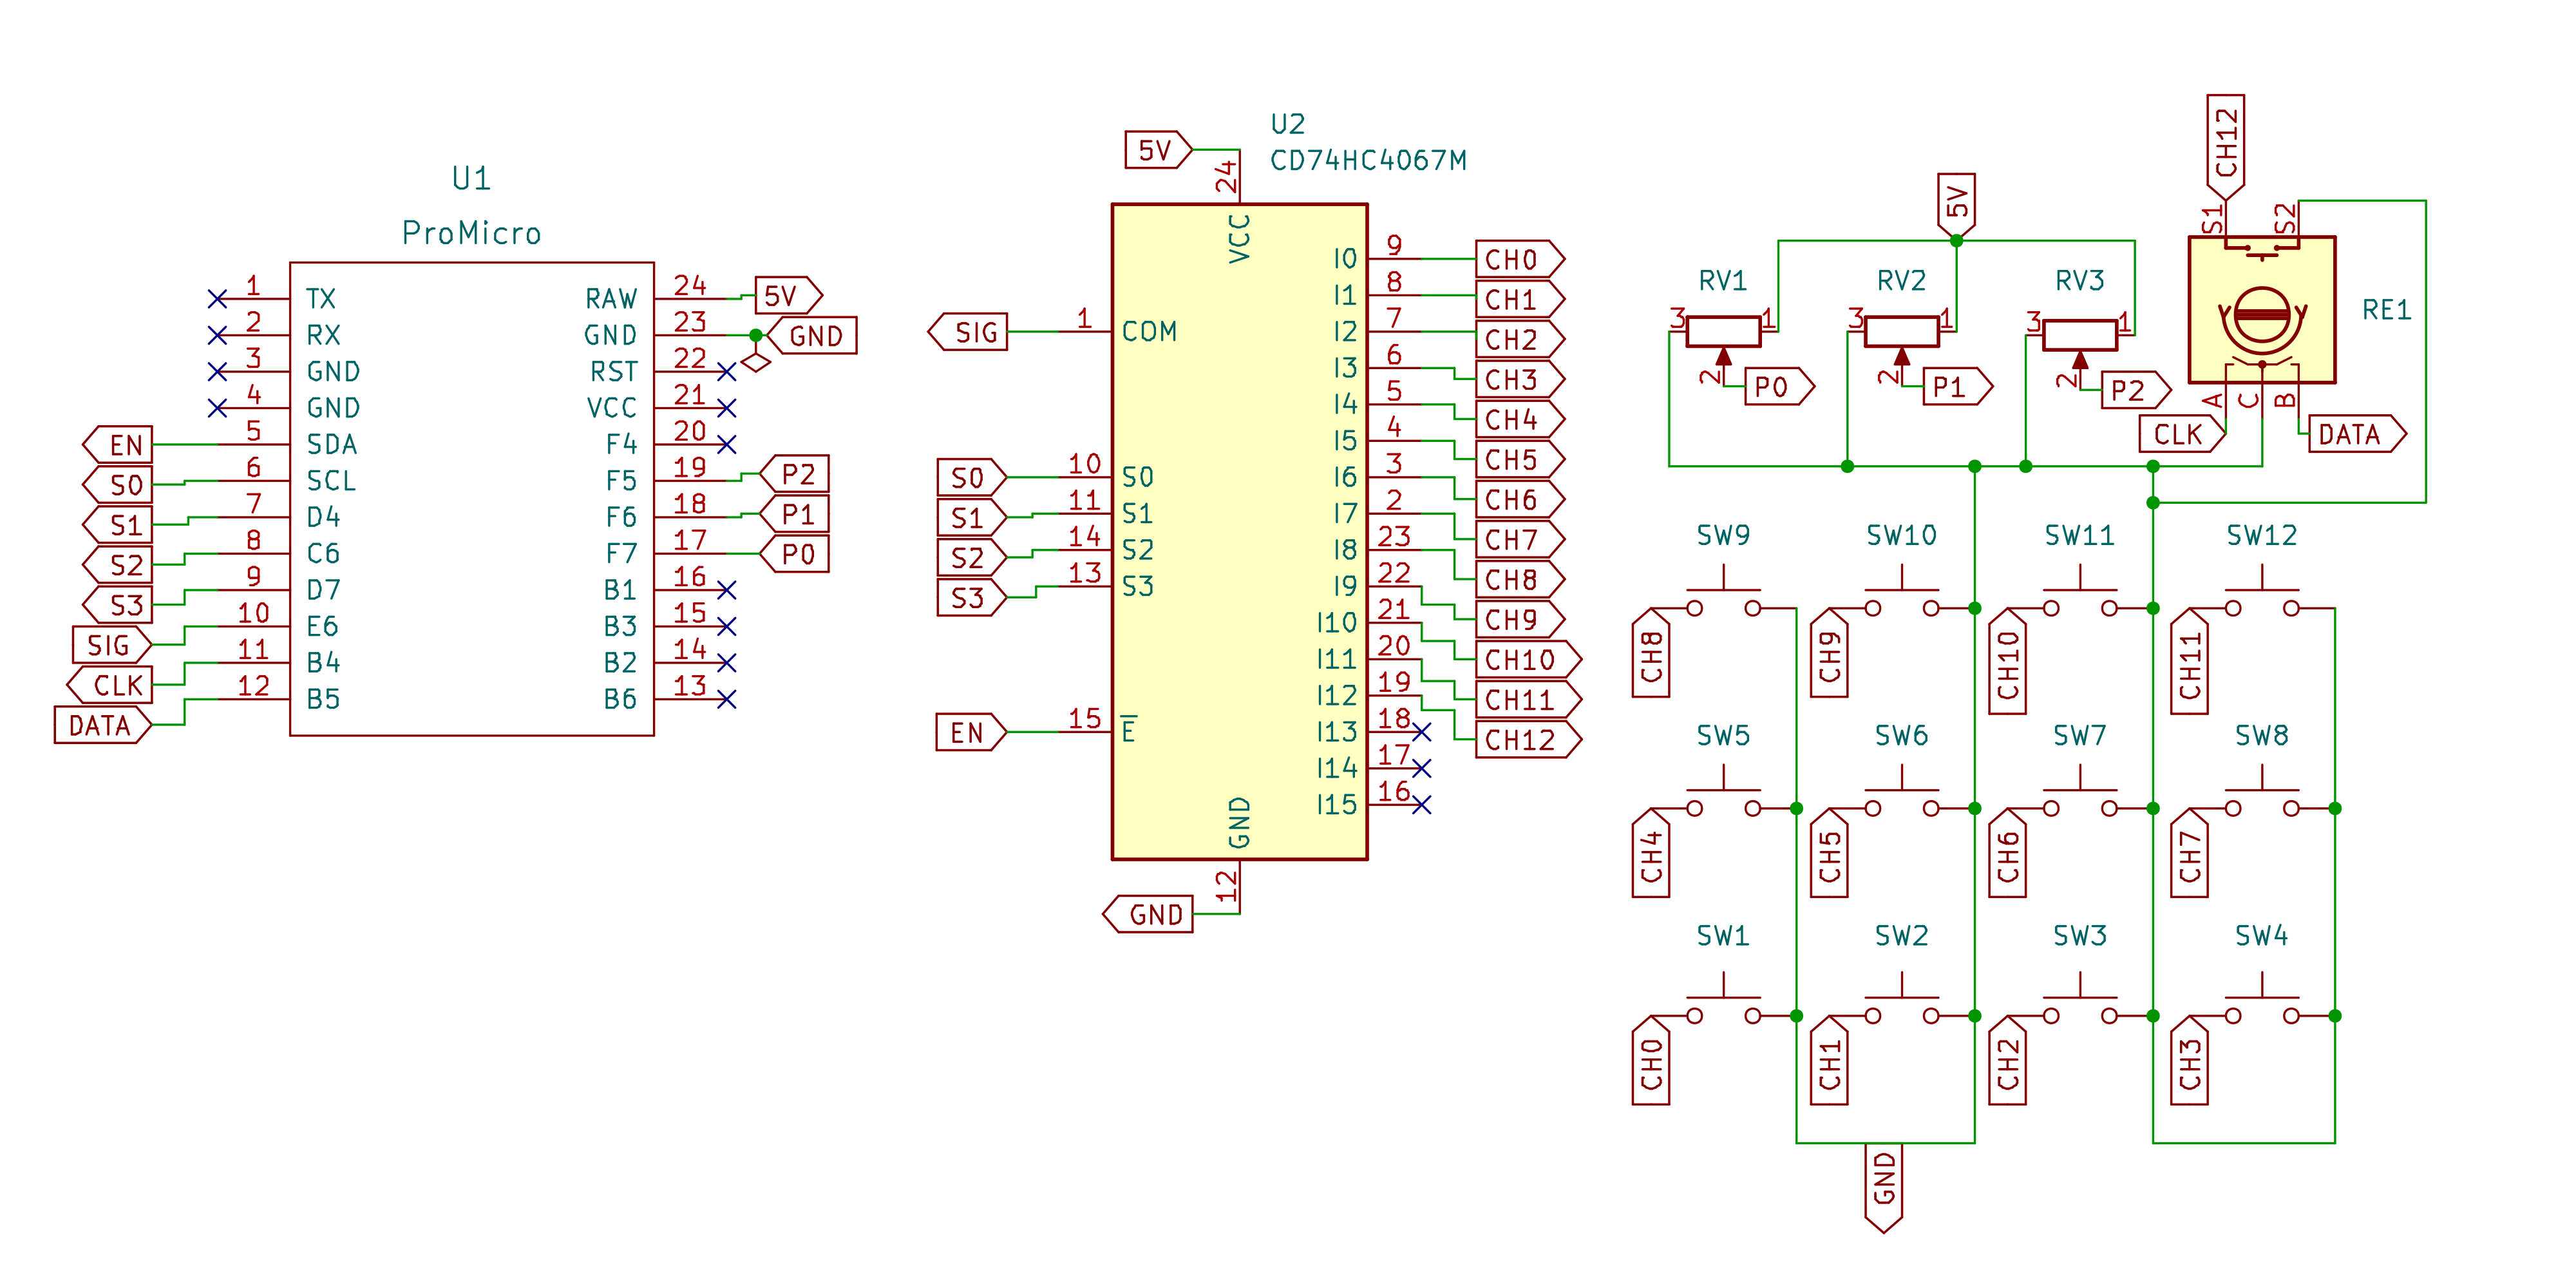 U1
ProMicro
1 TX RAW 24 5V
2 RX GND 23 GND
3 GND RST 22
4 GND VCC 21
EN 5 SDA F4 20
S0 6 SCL F5 19 P2
S1 7 D4 F6 18 P1
S2 8 C6 F7 17 P0
S3 9 D7 B1 16
SIG 10 E6 B3 15
CLK 11 B4 B2 14
DATA 12 B5 B6 13
U2
CD74HC4067M
5V
24
VCC
SIG 1 COM
S0 10 S0
S1 11 S1
S2 14 S2
S3 13 S3
EN 15 E
I0 9 CH0
I1 8 CH1
I2 7 CH2
I3 6 CH3
I4 5 CH4
I5 4 CH5
I6 3 CH6
I7 2 CH7
I8 23 CH8
I9 22 CH9
I10 21 CH10
I11 20 CH11
I12 19 CH12
I13 18
I14 17
I15 16
GND
12
GND
CH12
5V
S1 S2
RV1 RV2 RV3 RE1
3 1 3 1 3 1
2 P0 2 P1 2 P2
A C B
CLK DATA
SW9 SW10 SW11 SW12
CH8 CH9 CH10 CH11
SW5 SW6 SW7 SW8
CH4 CH5 CH6 CH7
SW1 SW2 SW3 SW4
CH0 CH1 CH2 CH3
GND